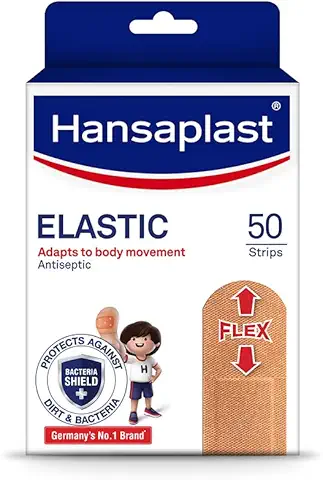 Hansaplast®
ELASTIC
50
Strips
Adapts to body movement
Antiseptic
FLEX
H
PROTECTS AGAINST
BACTERIA
SHIELD
DIRT & BACTERIA
Germany's No.1 Brand*